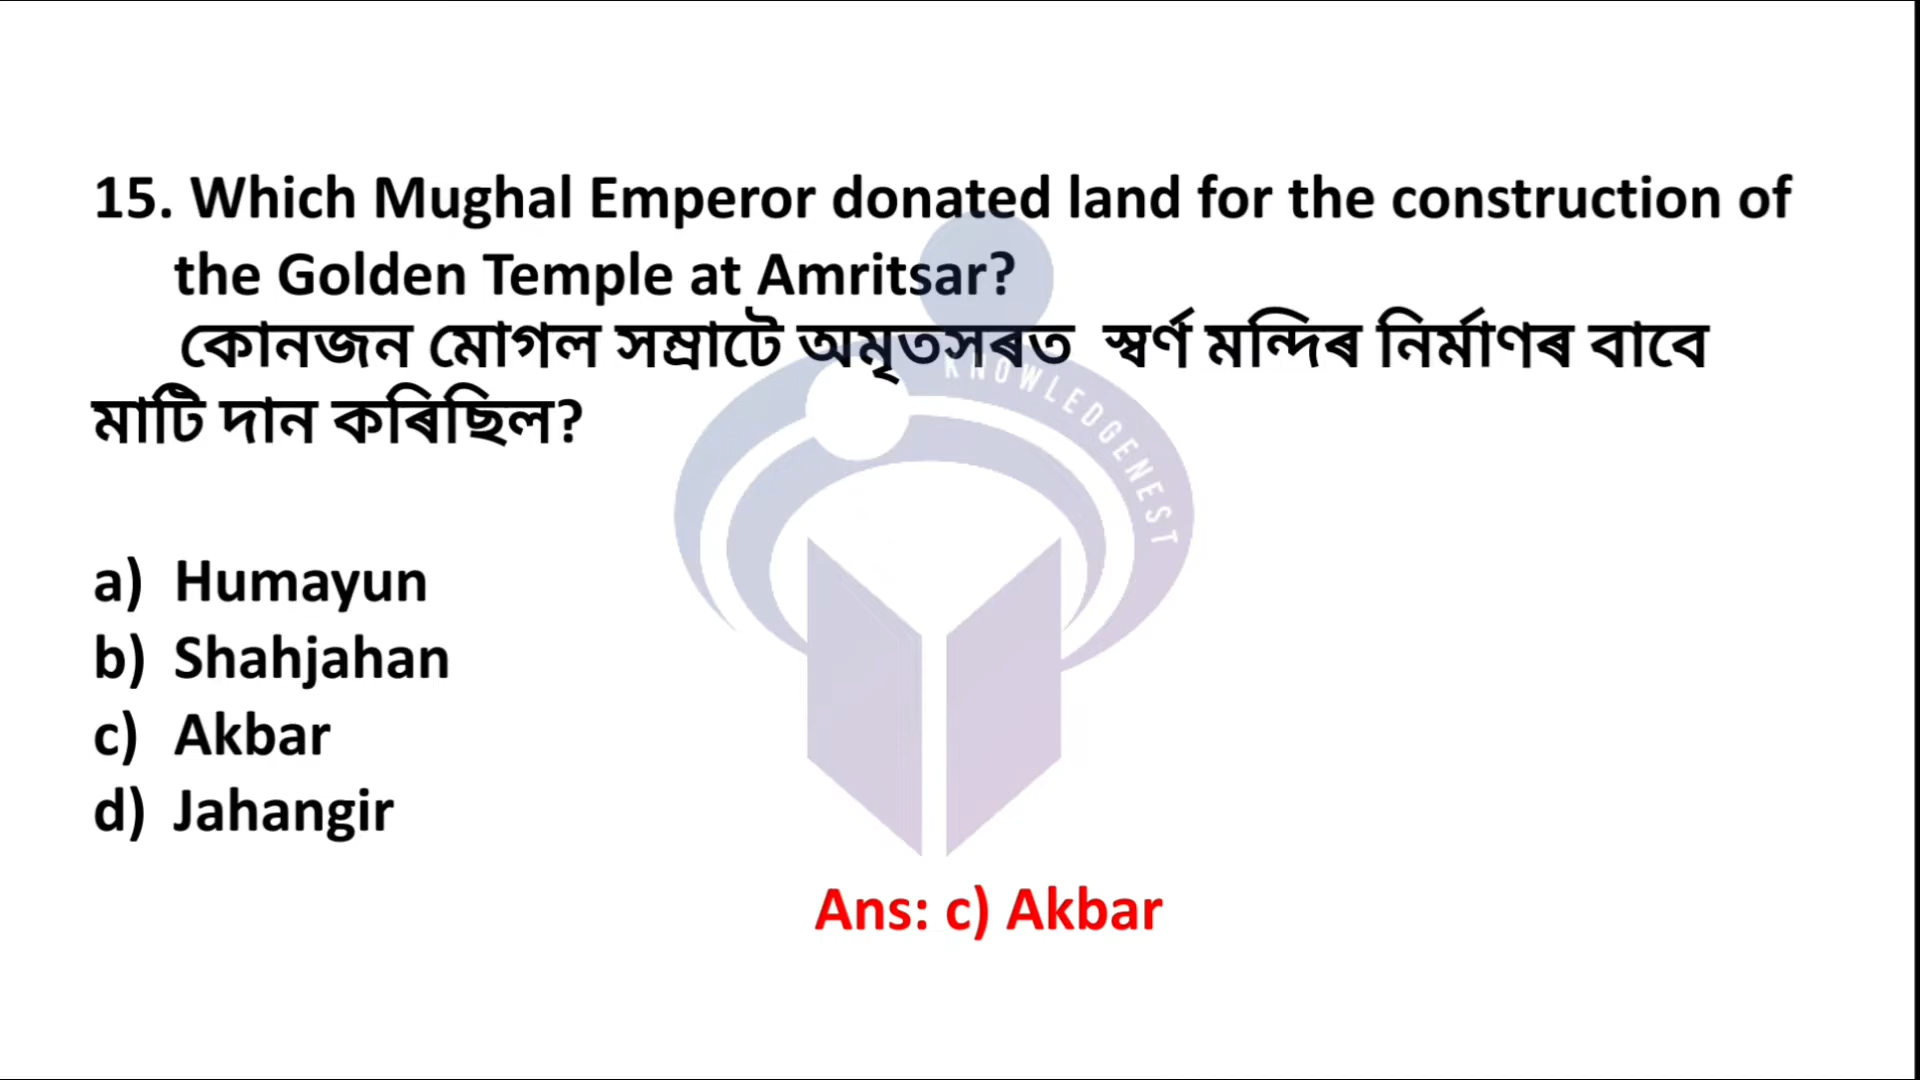 15. Which Mughal Emperor donated land for the construction of
the Golden Temple at Amritsar?
কোনজন মোগল সম্ৰাটে অমৃতসৰত স্বৰ্ণ মন্দিৰ নিৰ্মাণৰ বাবে
মাটি দান কৰিছিল?
KNOWLEDGENEST
a) Humayun
b) Shahjahan
c) Akbar
d) Jahangir
Ans: c) Akbar